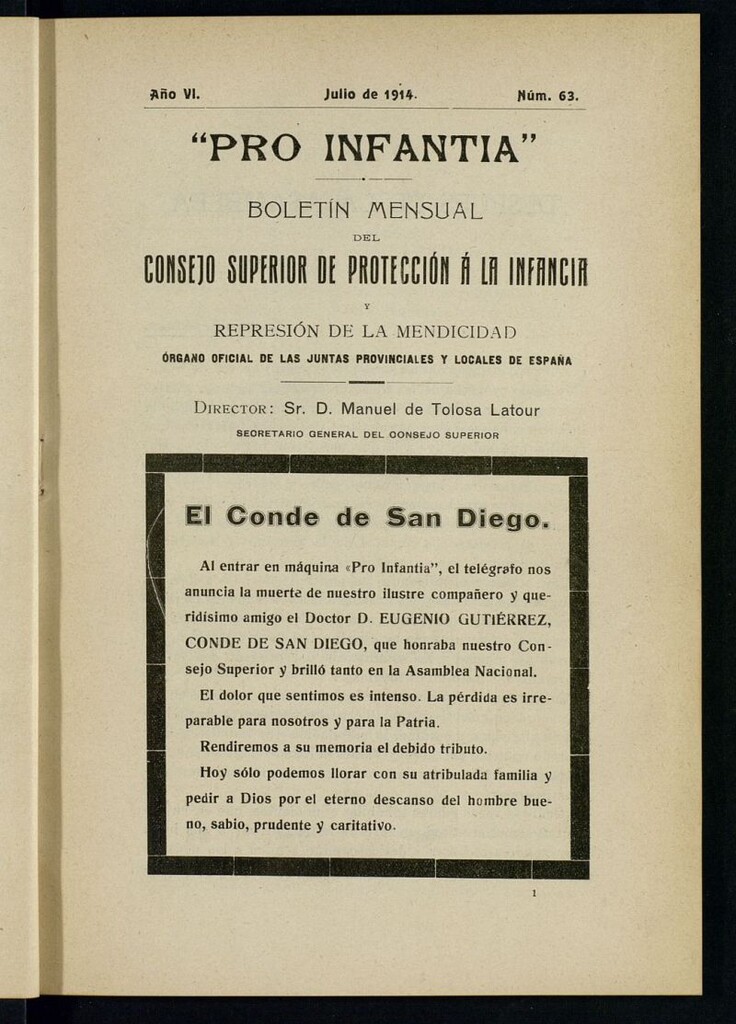 Año VI.
Julio de 1914.
Núm. 63.
“PRO INFANTIA”
BOLETÍN MENSUAL
DEL
CONSEJO SUPERIOR DE PROTECCIÓN Á LA INFANCIA
Y
REPRESIÓN DE LA MENDICIDAD
ÓRGANO OFICIAL DE LAS JUNTAS PROVINCIALES Y LOCALES DE ESPAÑA
DIRECTOR: Sr. D. Manuel de Tolosa Latour
SECRETARIO GENERAL DEL CONSEJO SUPERIOR
El Conde de San Diego.
Al entrar en máquina «Pro Infantia”, el telégrafo nos
anuncia la muerte de nuestro ilustre compañero y que-
ridísimo amigo el Doctor D. EUGENIO GUTIÉRREZ,
CONDE DE SAN DIEGO, que honraba nuestro Con-
sejo Superior y brilló tanto en la Asamblea Nacional.
El dolor que sentimos es intenso. La pérdida es irre-
parable para nosotros y para la Patria.
Rendiremos a su memoria el debido tributo.
Hoy sólo podemos llorar con su atribulada familia y
pedir a Dios por el eterno descanso del hombre bue-
no, sabio, prudente y caritativo.
1